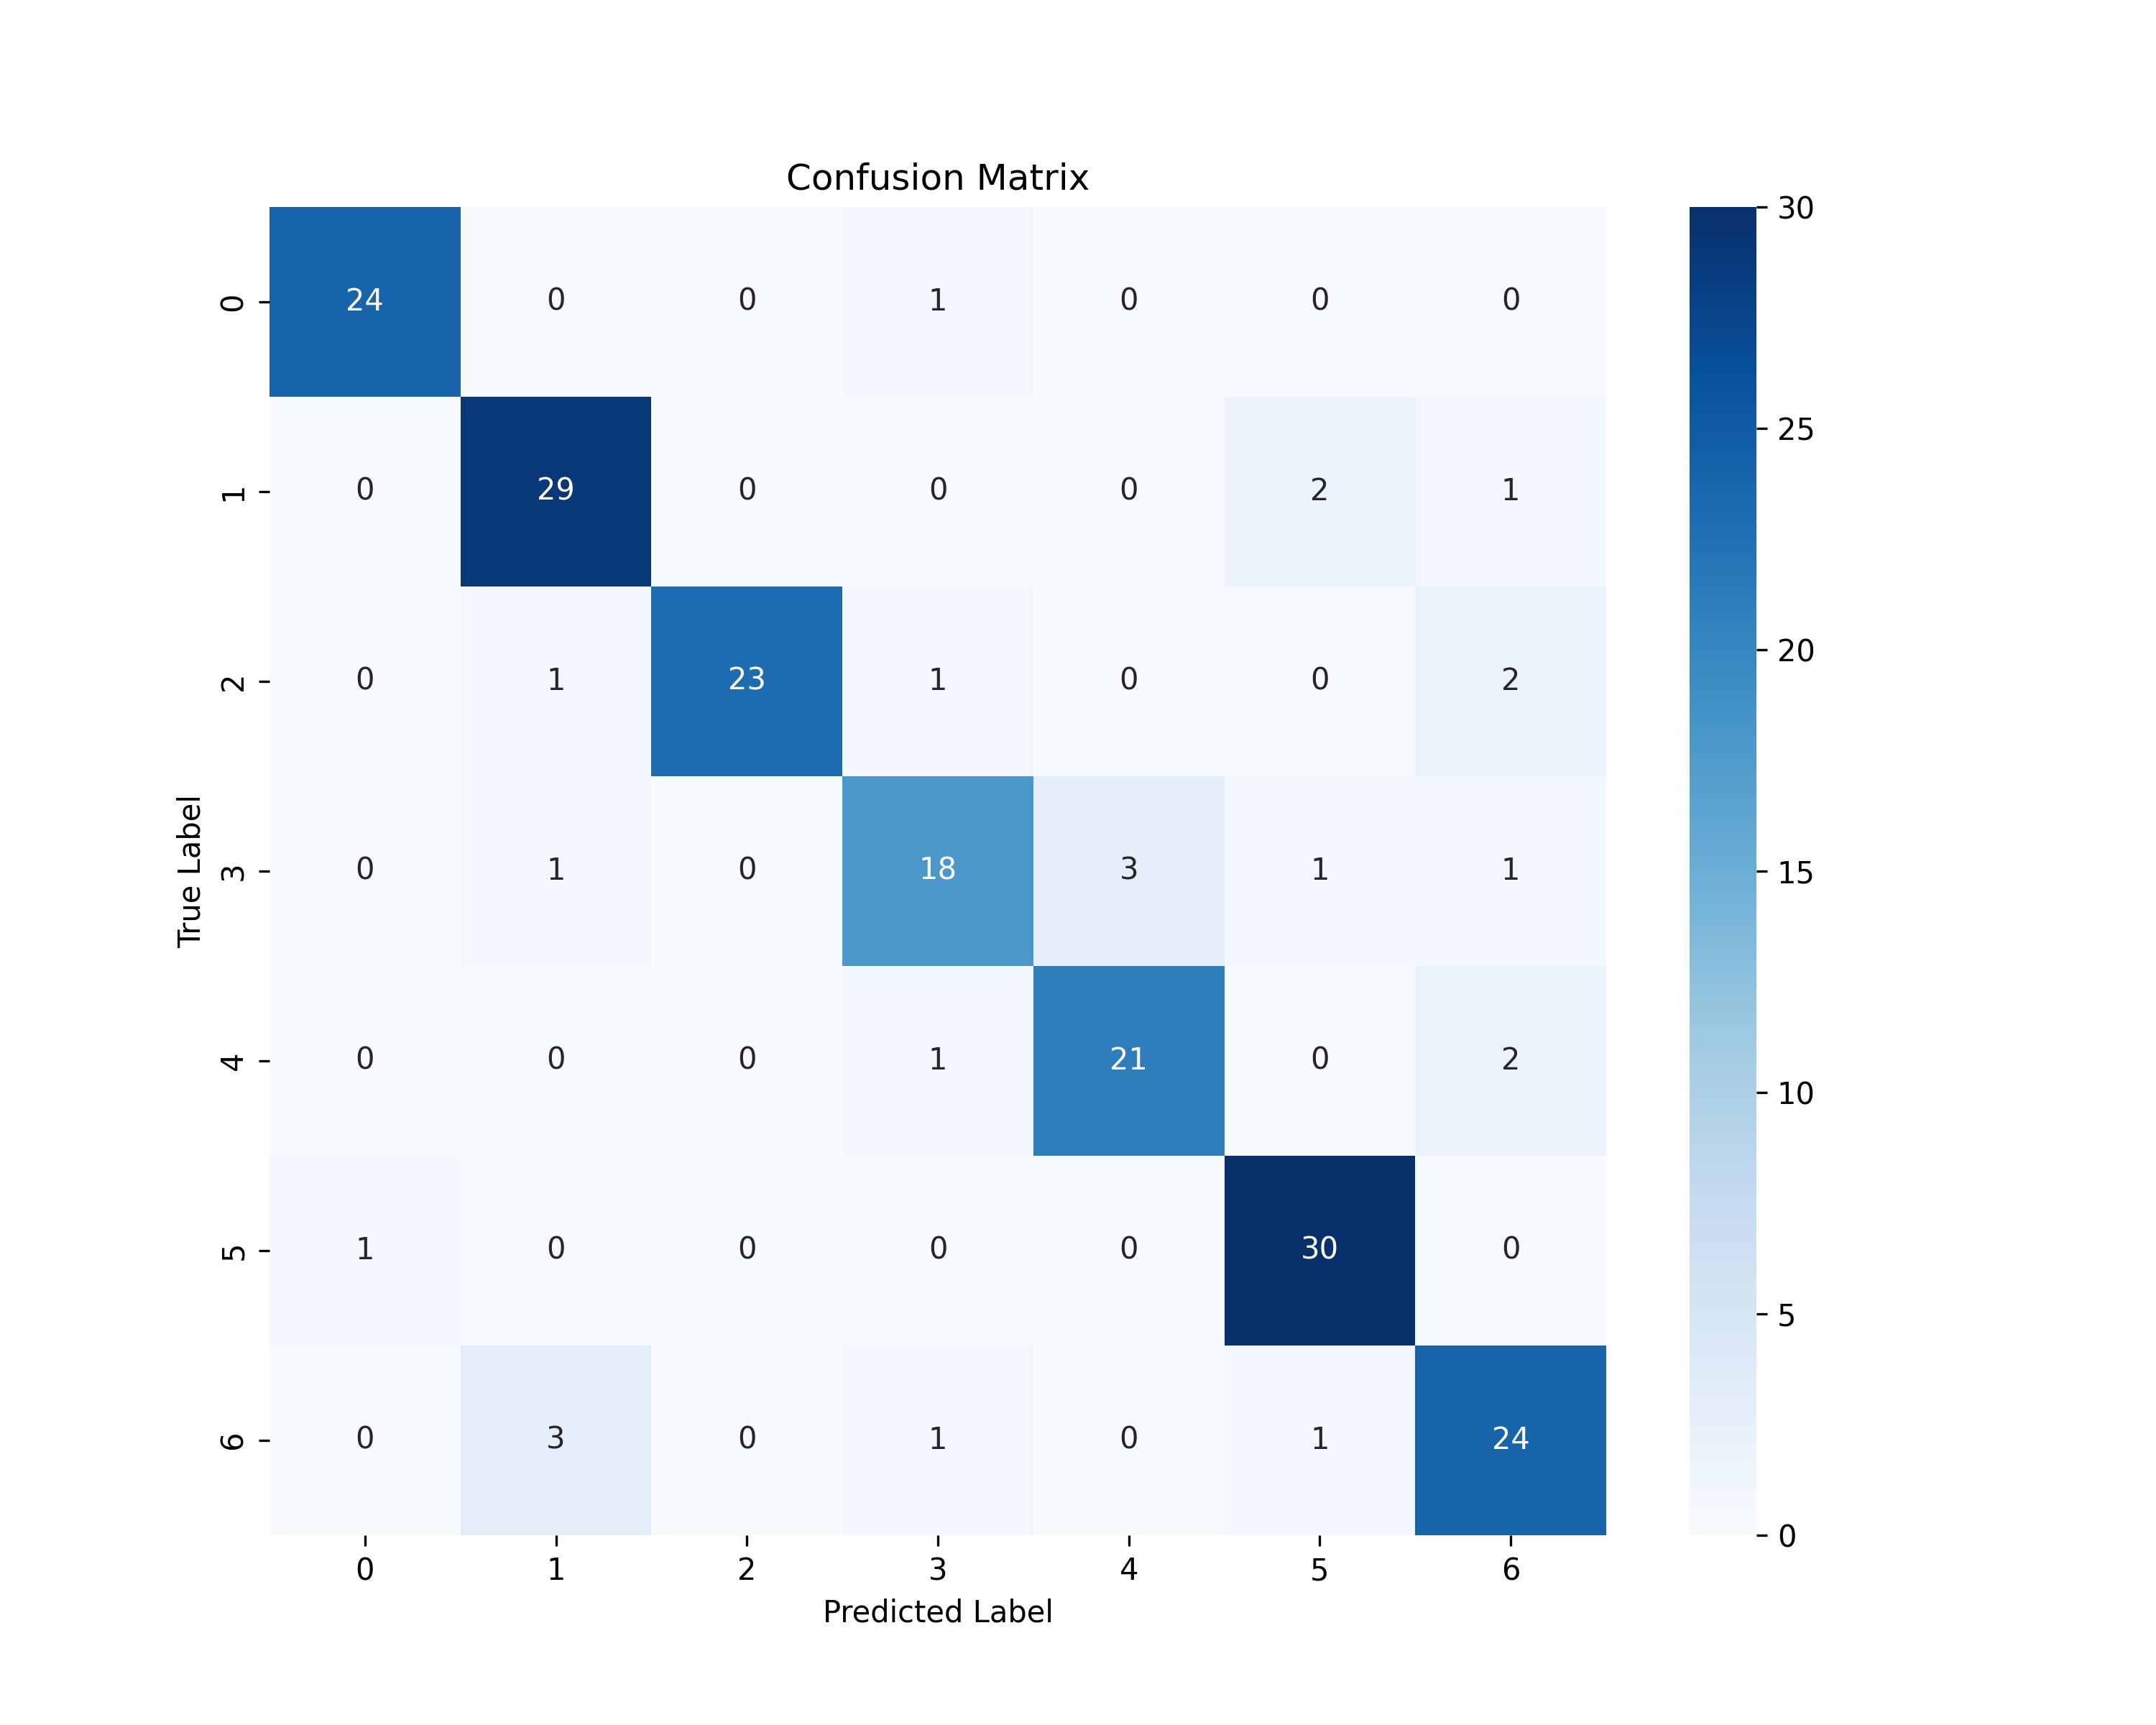 Confusion Matrix
0 24 0 0 1 0 0 0
1 0 29 0 0 0 2 1
2 0 1 23 1 0 0 2
3 0 1 0 18 3 1 1
4 0 0 0 1 21 0 2
5 1 0 0 0 0 30 0
6 0 3 0 1 0 1 24
True Label
0 1 2 3 4 5 6
Predicted Label
30
25
20
15
10
5
0